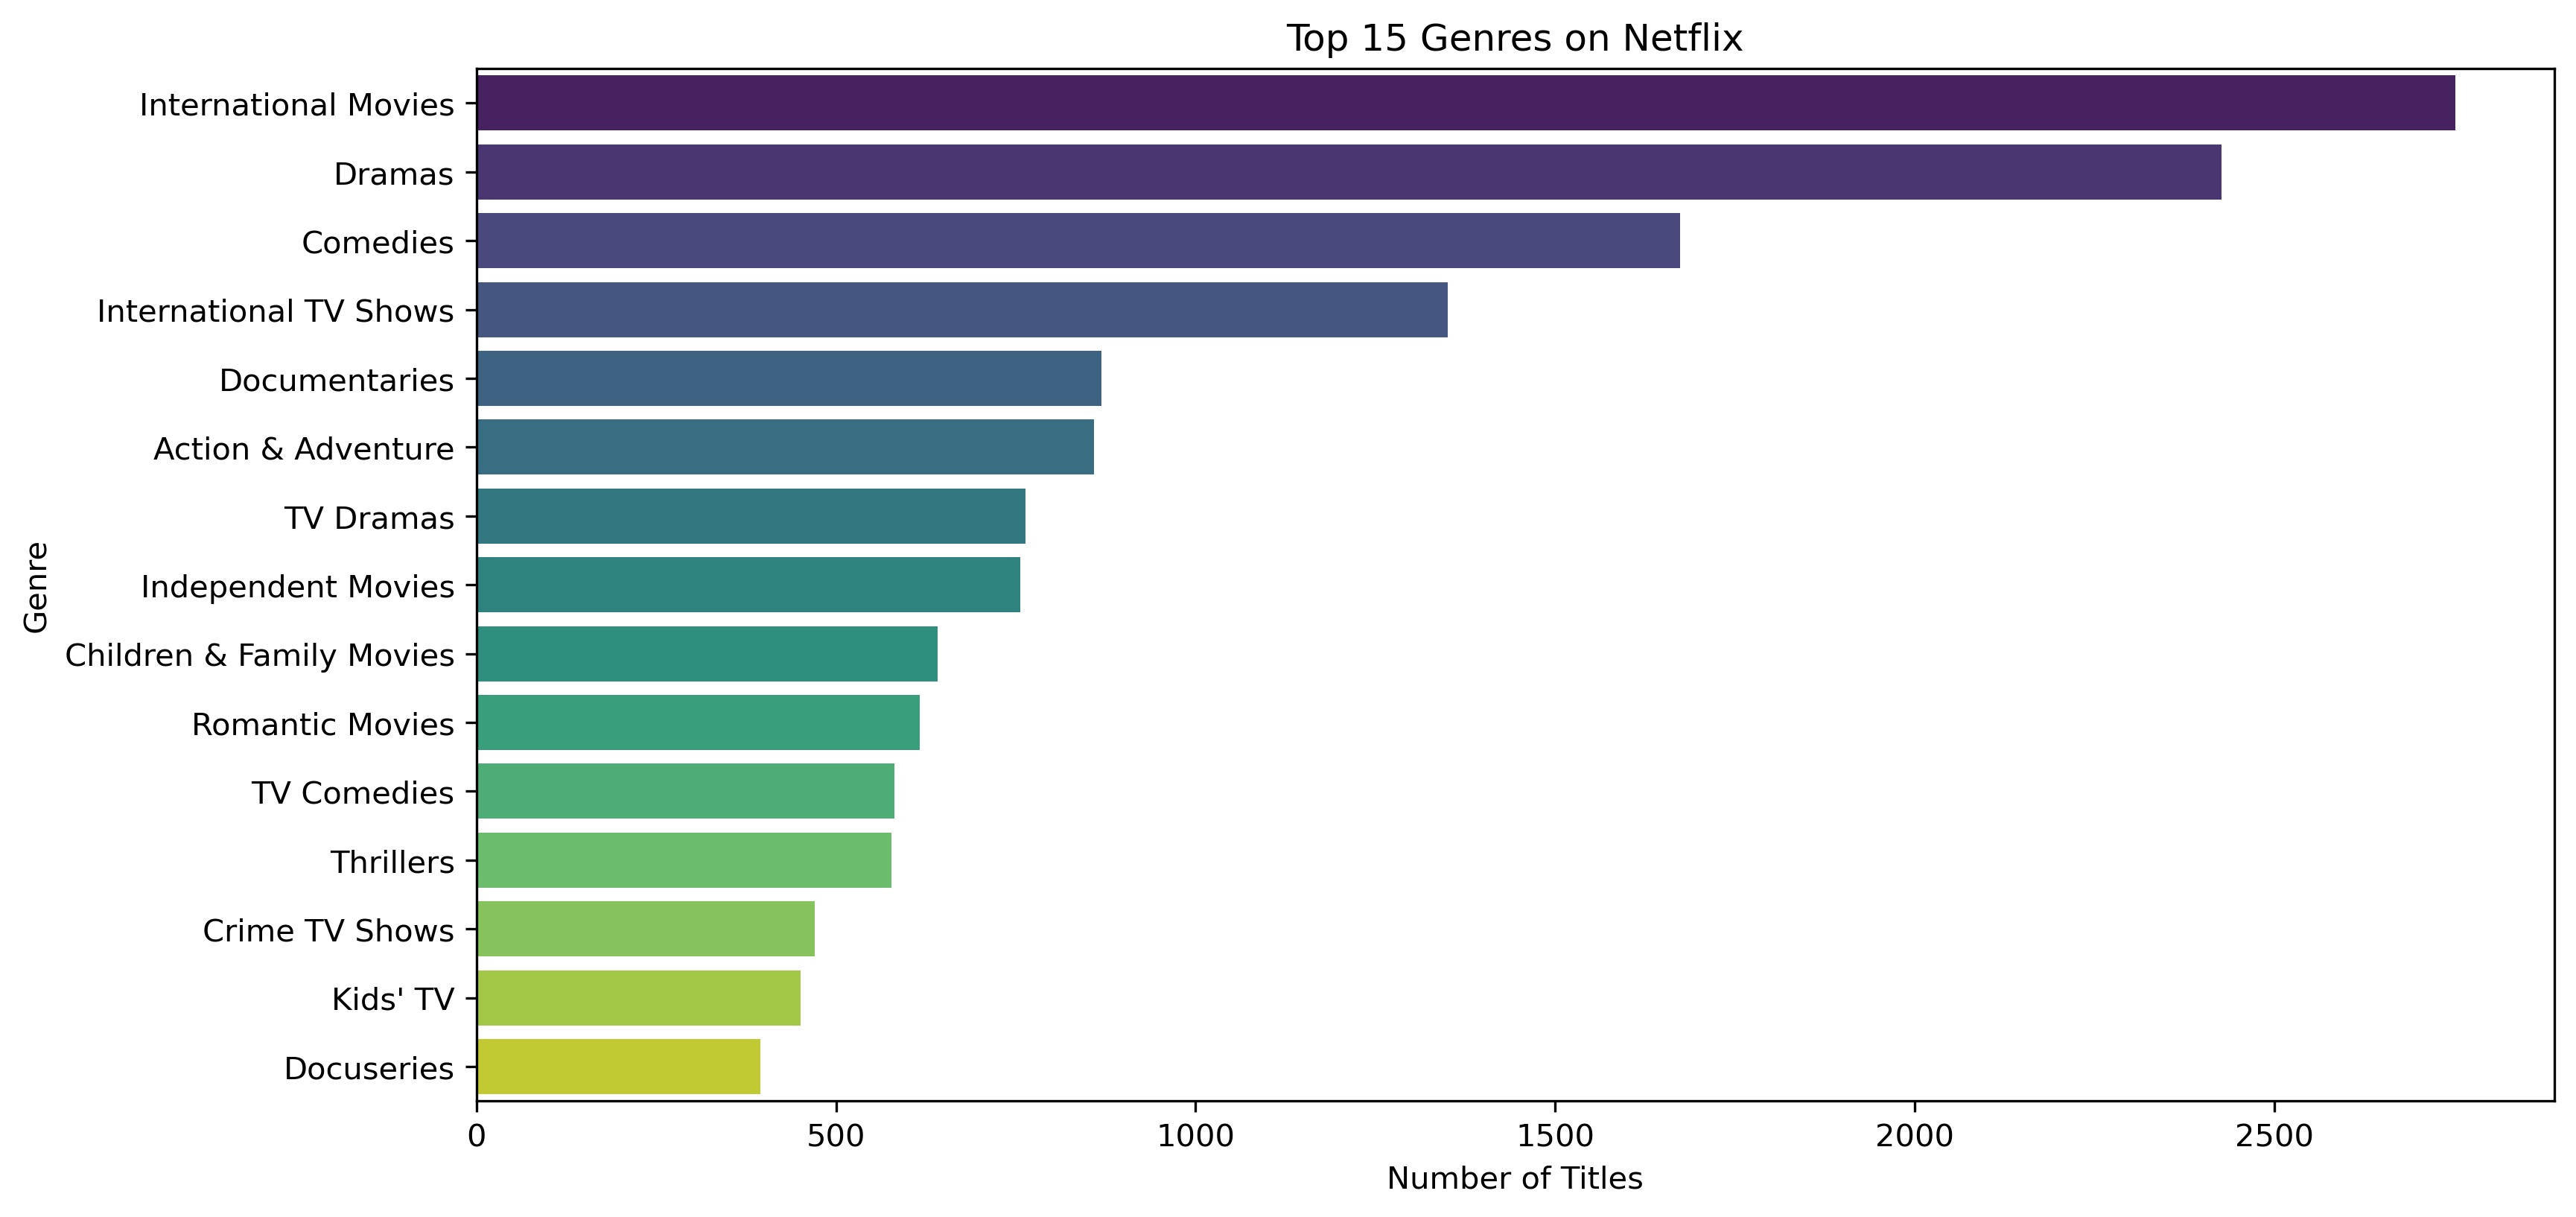 Top 15 Genres on Netflix
Genre
International Movies
Dramas
Comedies
International TV Shows
Documentaries
Action & Adventure
TV Dramas
Independent Movies
Children & Family Movies
Romantic Movies
TV Comedies
Thrillers
Crime TV Shows
Kids' TV
Docuseries
0 500 1000 1500 2000 2500
Number of Titles